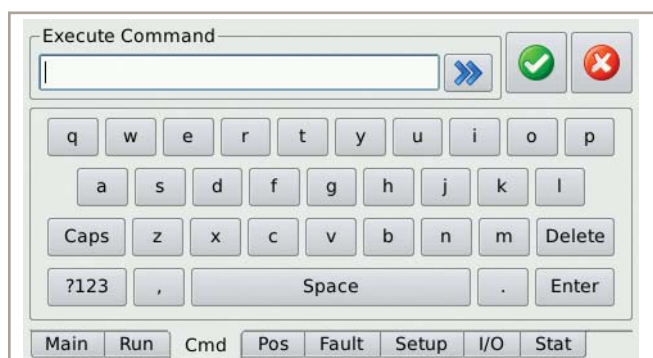 Execute Command
q w e r t y u i o p
a s d f g h j k l
Caps z x c v b n m Delete
?123 , Space . Enter
Main Run Cmd Pos Fault Setup I/O Stat